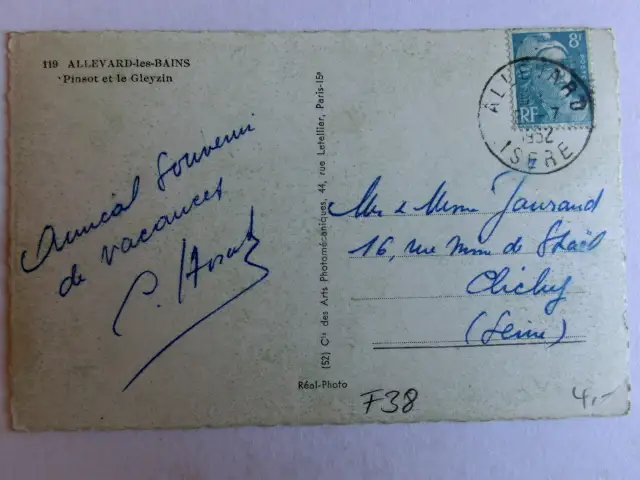 119 ALLEVARD-les-BAINS
Pinsot et le Gleyzin
Amical Souvenir
de vacances
(52) Cie des Arts Photomécaniques, 44, rue Letellier, Paris-15e
Réal-Photo
8f
RF
ALLEVARD
7
1952
ISERE
Mr & Mme Jaurand
16, rue Mme de Staël
Clichy
(Seine)
F38
4,-